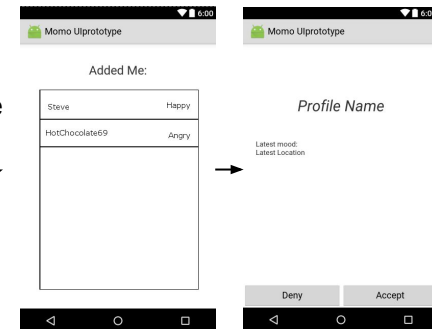 6:00
Momo UIprototype
Added Me:
Steve Happy
HotChocolate69 Angry
6:0
Momo UIprototype
Profile Name
Latest mood:
Latest Location
Deny Accept